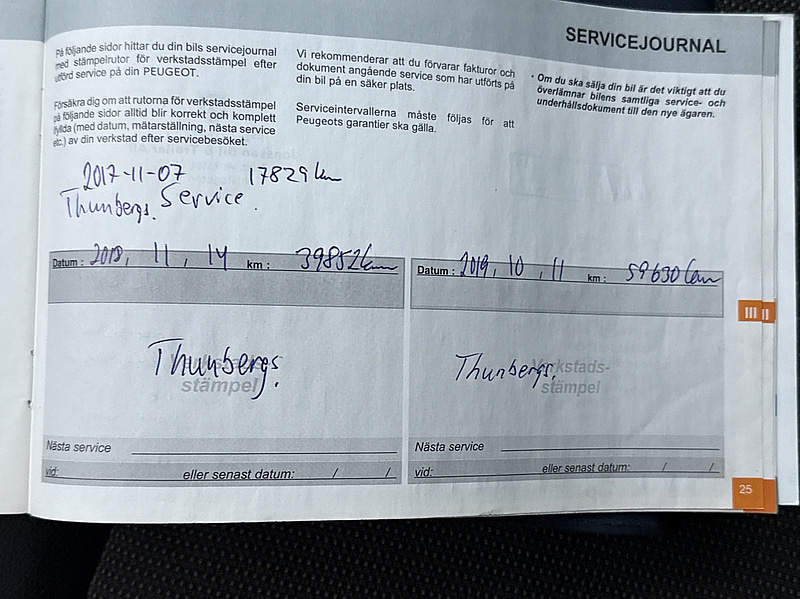 SERVICEJOURNAL
På följande sidor hittar du din bils servicejournal
med stämpelrutor för verkstadsstämpel efter
utförd service på din PEUGEOT.
Försäkra dig om att rutorna för verkstadsstämpel
på följande sidor alltid blir korrekt och komplett
ifyllda (med datum, mätarställning, nästa service
etc.) av din verkstad efter servicebesöket.
Vi rekommenderar att du förvarar fakturor och
dokument angående service som har utförts på
din bil på en säker plats.
Serviceintervallerna måste följas för att
Peugeots garantier ska gälla.
* Om du ska sälja din bil är det viktigt att du
överlämnar bilens samtliga service- och
underhållsdokument till den nye ägaren.
2017-11-07 17829 km
Thunbergs. Service.
Datum: 2018, 11, 14 km: 39852 km
Thunbergs.
stämpel
Nästa service
vid: eller senast datum: / /
Datum: 2019, 10, 11 km: 59630 km
Thunbergs. Verkstads-
stämpel
Nästa service
vid: eller senast datum: / /
III II
25